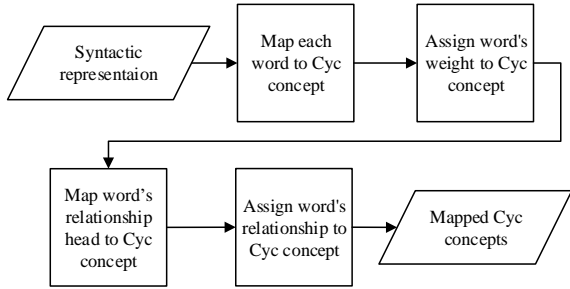 Syntactic
representaion
Map each
word to Cyc
concept
Assign word's
weight to Cyc
concept
Map word’s
relationship
head to Cyc
concept
Assign word's
relationship to
Cyc concept
Mapped Cyc
concepts